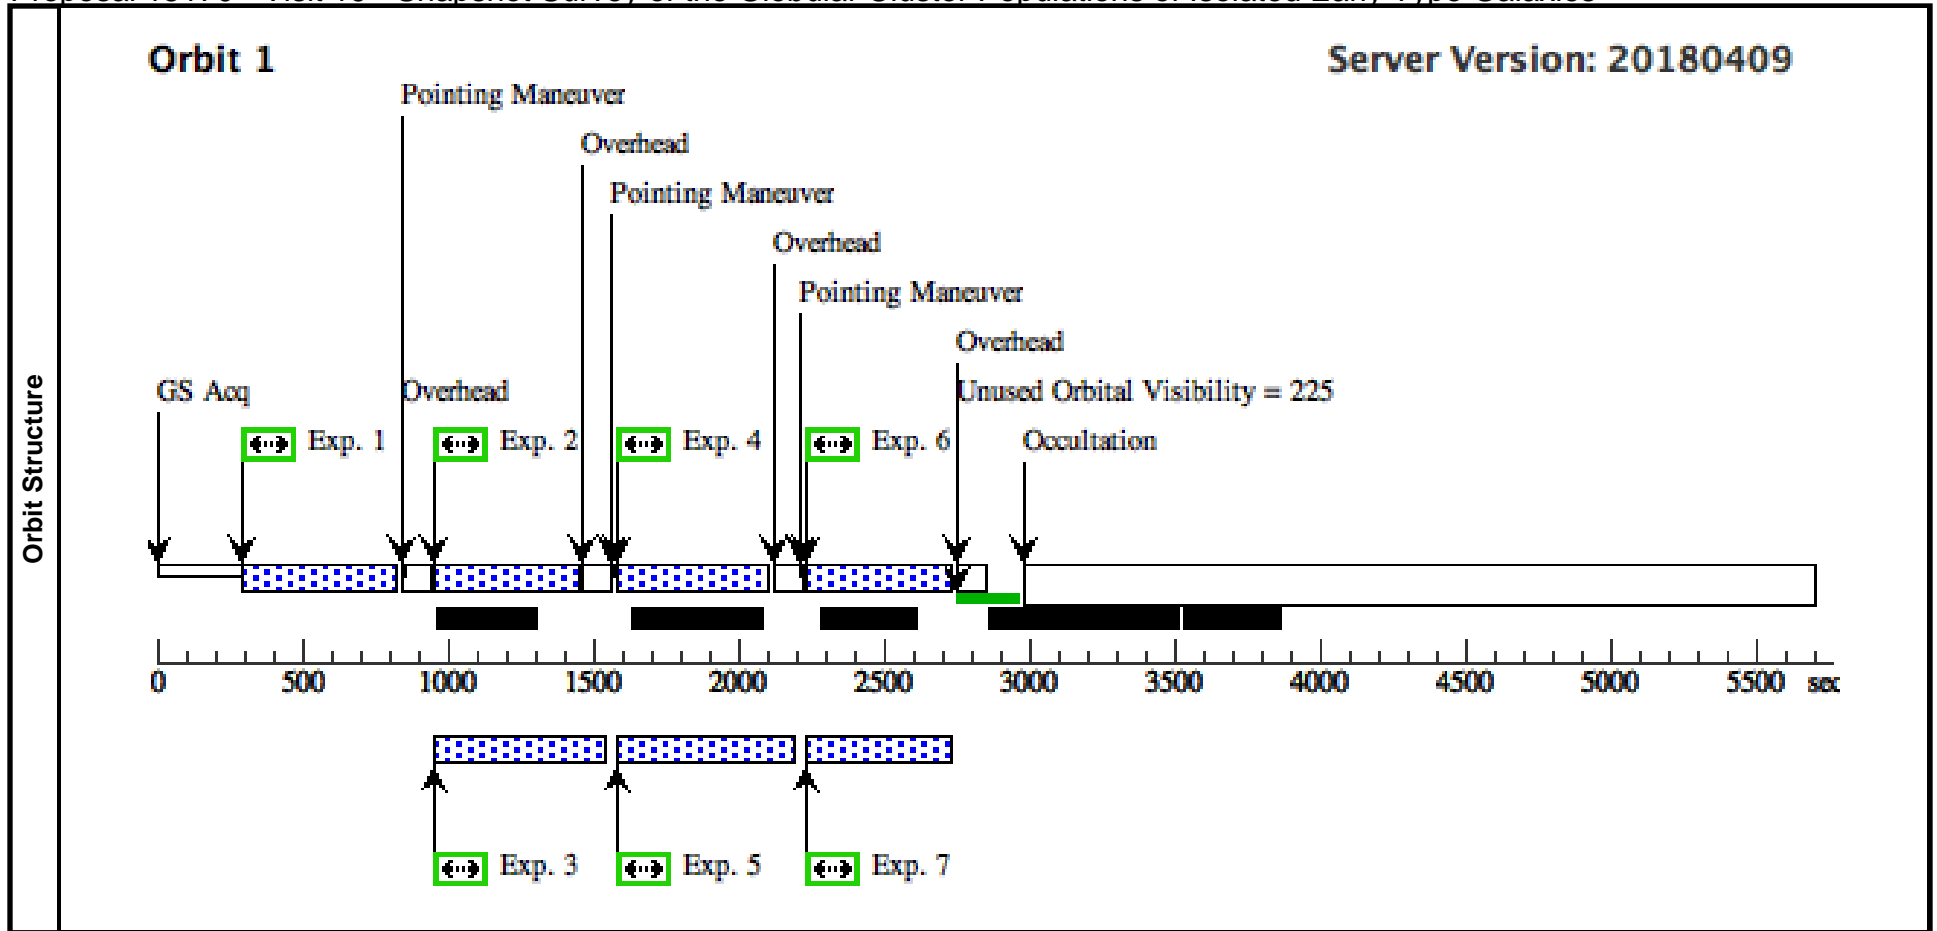 Orbit 1
Server Version: 20180409
Pointing Maneuver
Overhead
Pointing Maneuver
Overhead
Pointing Maneuver
Overhead
GS Acq
Overhead
Unused Orbital Visibility = 225
Exp. 1
Exp. 2
Exp. 4
Exp. 6
Occultation
Orbit Structure
0 500 1000 1500 2000 2500 3000 3500 4000 4500 5000 5500 sec
Exp. 3
Exp. 5
Exp. 7